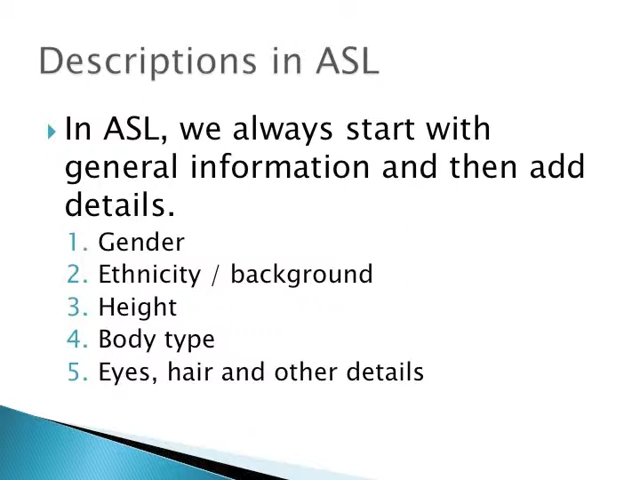 Descriptions in ASL
In ASL, we always start with
general information and then add
details.
1. Gender
2. Ethnicity / background
3. Height
4. Body type
5. Eyes, hair and other details